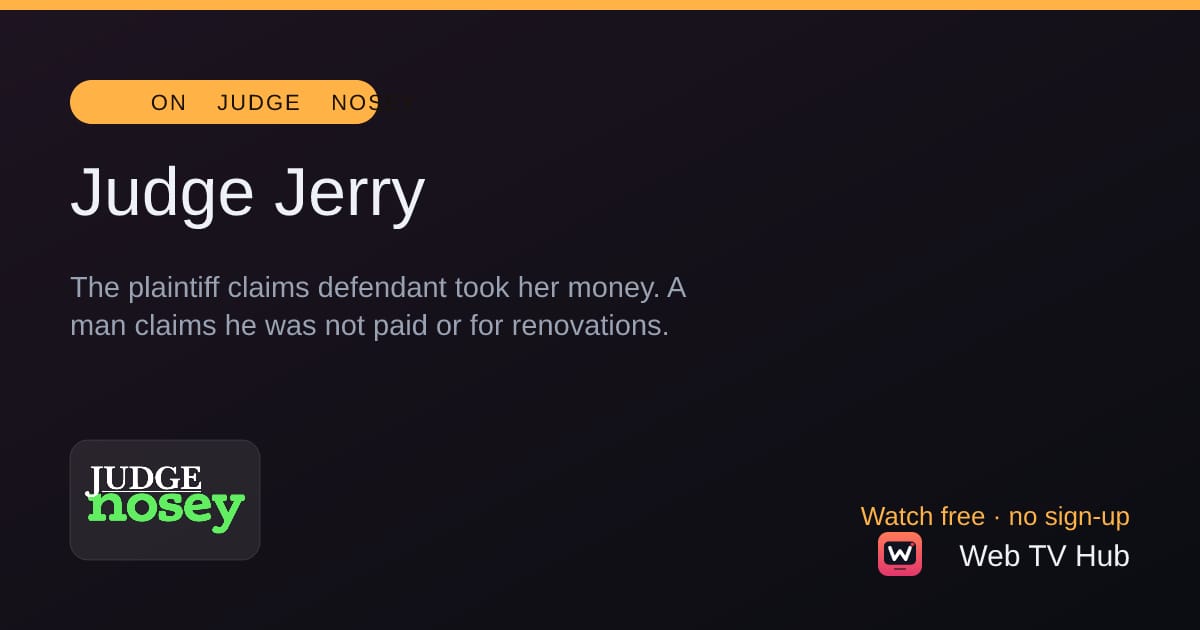 ON JUDGE NOSEY
Judge Jerry
The plaintiff claims defendant took her money. A
man claims he was not paid or for renovations.
JUDGE
nosey
Watch free · no sign-up
W
Web TV Hub